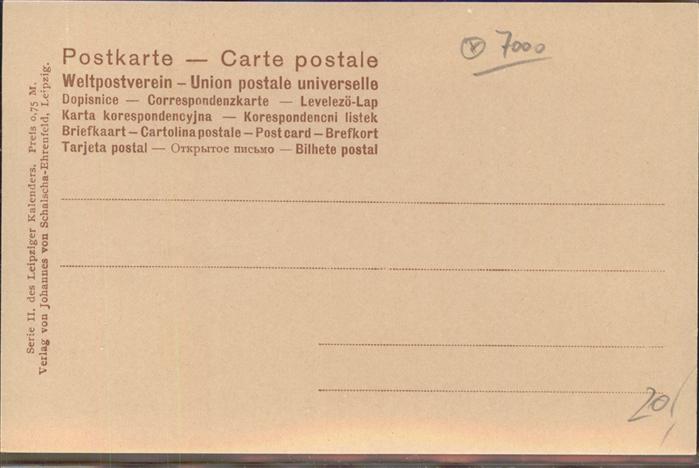 Postkarte — Carte postale
Weltpostverein – Union postale universelle
Dopisnice — Correspondenzkarte — Levelező-Lap
Karta korespondencyjna — Korespondencni listek
Briefkaart – Cartolina postale – Post card – Brefkort
Tarjeta postal — Открытое письмо — Bilhete postal
Serie II. des Leipziger Kalenders. Preis 0,75 M.
Verlag von Johannes von Schalscha-Ehrenfeld, Leipzig.
7000
20